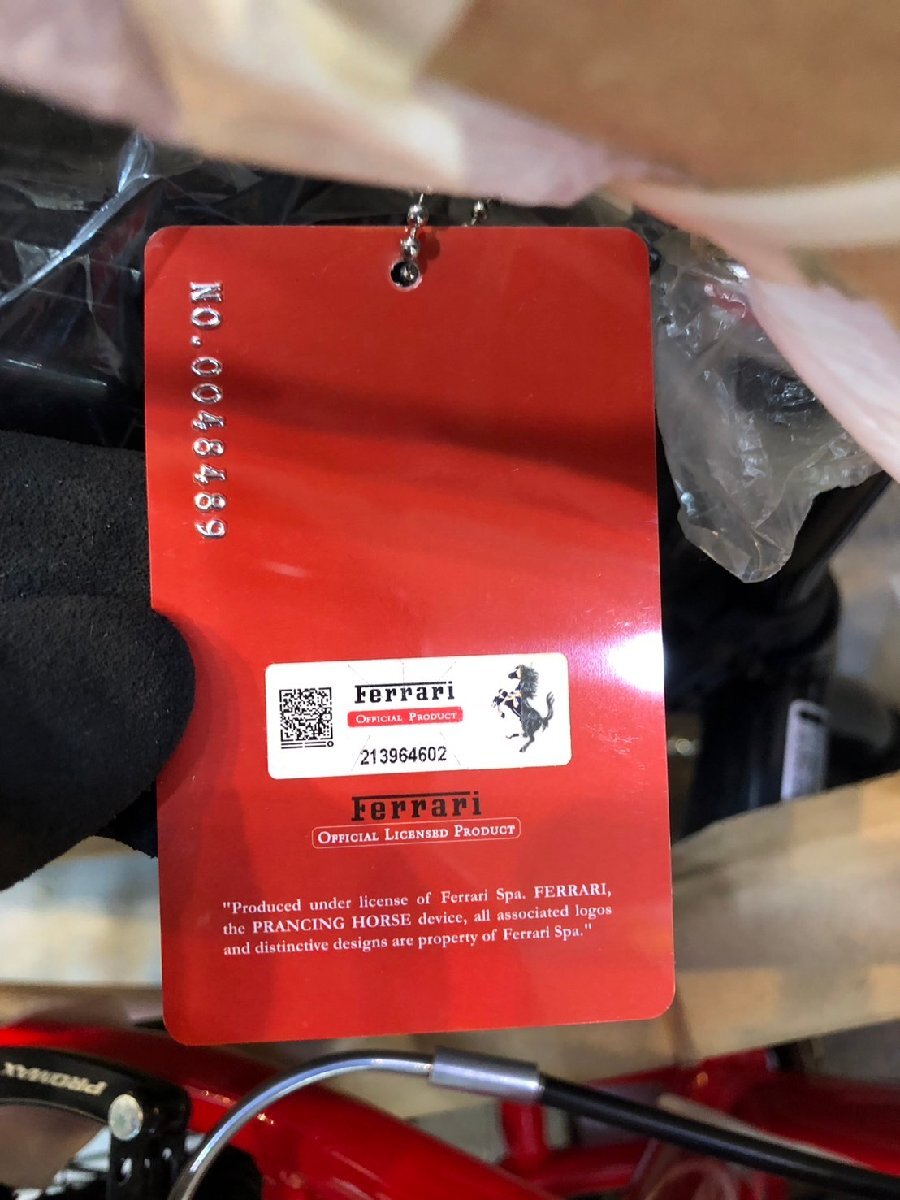 NO.0048489
Ferrari
OFFICIAL PRODUCT
213964602
Ferrari
OFFICIAL LICENSED PRODUCT
"Produced under license of Ferrari Spa. FERRARI,
the PRANCING HORSE device, all associated logos
and distinctive designs are property of Ferrari Spa."
PROMAX